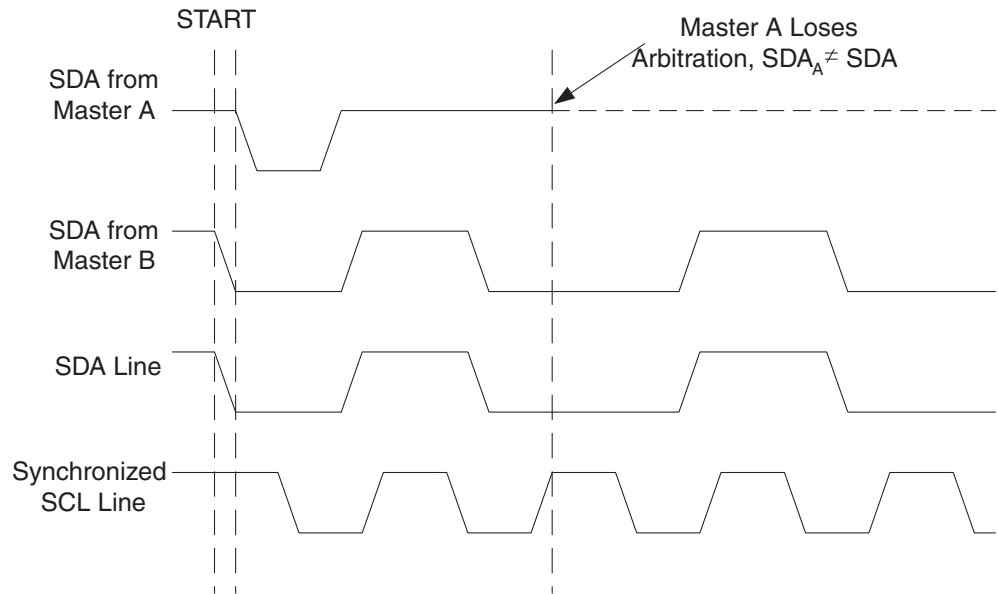 START
Master A Loses
Arbitration, SDA_A ≠ SDA
SDA from
Master A
SDA from
Master B
SDA Line
Synchronized
SCL Line